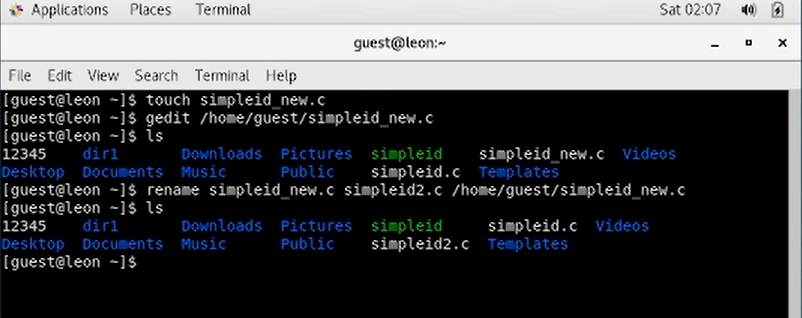 Applications Places Terminal Sat 02:07
guest@leon:~
File Edit View Search Terminal Help
[guest@leon ~]$ touch simpleid_new.c
[guest@leon ~]$ gedit /home/guest/simpleid_new.c
[guest@leon ~]$ ls
12345 dir1 Downloads Pictures simpleid simpleid_new.c Videos
Desktop Documents Music Public simpleid.c Templates
[guest@leon ~]$ rename simpleid_new.c simpleid2.c /home/guest/simpleid_new.c
[guest@leon ~]$ ls
12345 dir1 Downloads Pictures simpleid simpleid.c Videos
Desktop Documents Music Public simpleid2.c Templates
[guest@leon ~]$